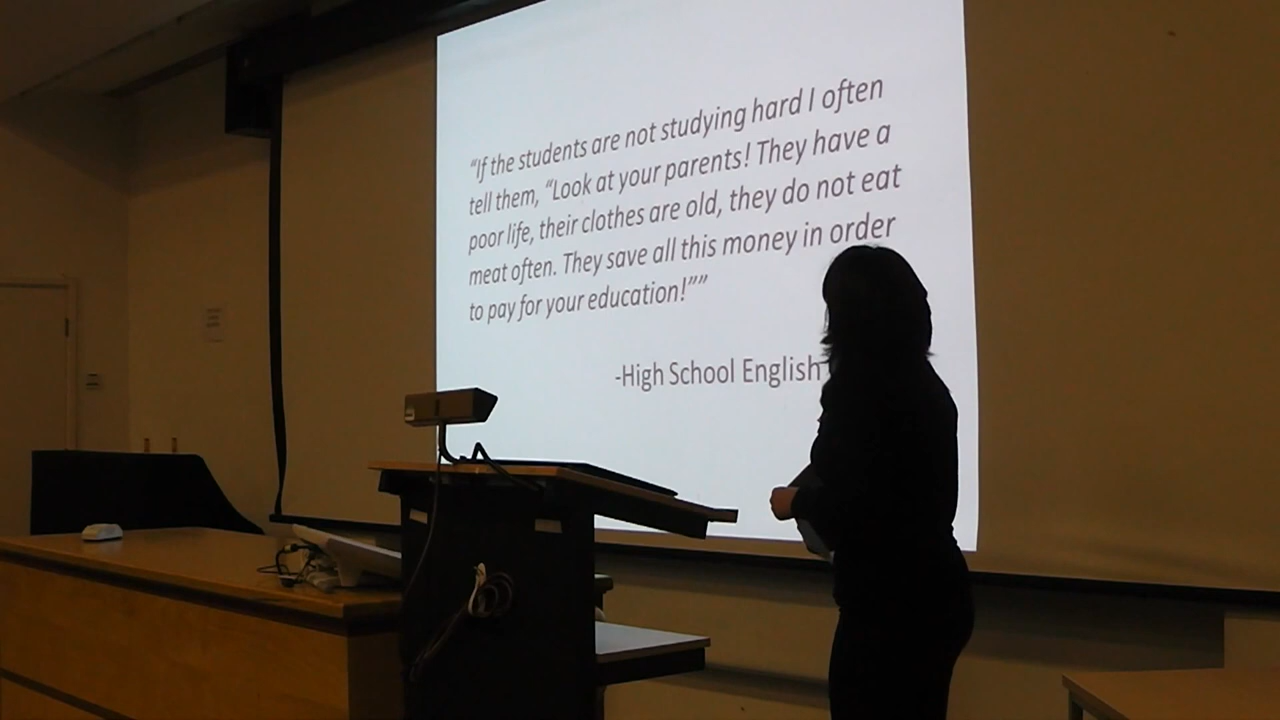 “If the students are not studying hard I often
tell them, “Look at your parents! They have a
poor life, their clothes are old, they do not eat
meat often. They save all this money in order
to pay for your education!””
-High School English